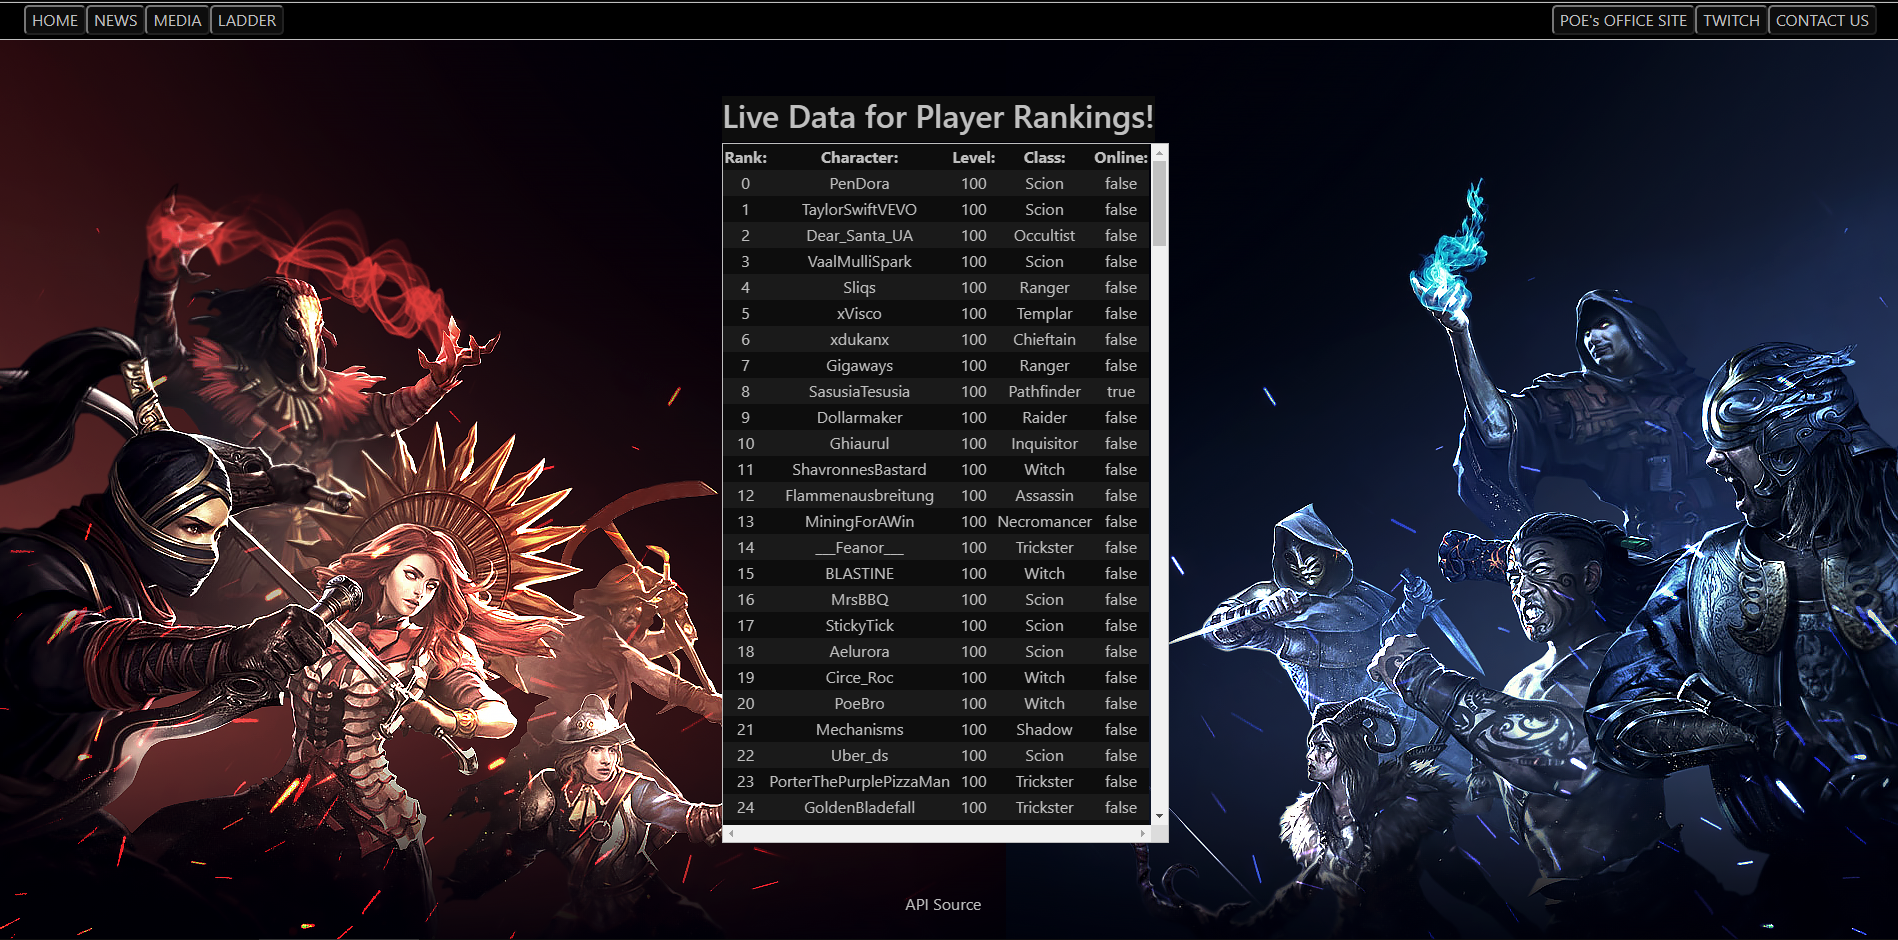 HOME NEWS MEDIA LADDER POE's OFFICE SITE TWITCH CONTACT US
Live Data for Player Rankings!
Rank: Character: Level: Class: Online:
0 PenDora 100 Scion false
1 TaylorSwiftVEVO 100 Scion false
2 Dear_Santa_UA 100 Occultist false
3 VaalMulliSpark 100 Scion false
4 Sliqs 100 Ranger false
5 xVisco 100 Templar false
6 xdukanx 100 Chieftain false
7 Gigaways 100 Ranger false
8 SasusiaTesusia 100 Pathfinder true
9 Dollarmaker 100 Raider false
10 Ghiaurul 100 Inquisitor false
11 ShavronnesBastard 100 Witch false
12 Flammenausbreitung 100 Assassin false
13 MiningForAWin 100 Necromancer false
14 ___Feanor___ 100 Trickster false
15 BLASTINE 100 Witch false
16 MrsBBQ 100 Scion false
17 StickyTick 100 Scion false
18 Aelurora 100 Scion false
19 Circe_Roc 100 Witch false
20 PoeBro 100 Witch false
21 Mechanisms 100 Shadow false
22 Uber_ds 100 Scion false
23 PorterThePurplePizzaMan 100 Trickster false
24 GoldenBladefall 100 Trickster false
API Source